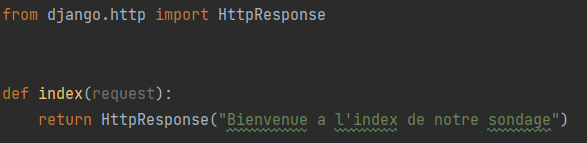 from django.http import HttpResponse
def index(request):
    return HttpResponse("Bienvenue a l'index de notre sondage")